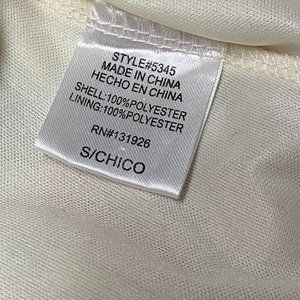 STYLE#5345
MADE IN CHINA
HECHO EN CHINA
SHELL:100%POLYESTER
LINING:100%POLYESTER
RN#131926
S/CHICO